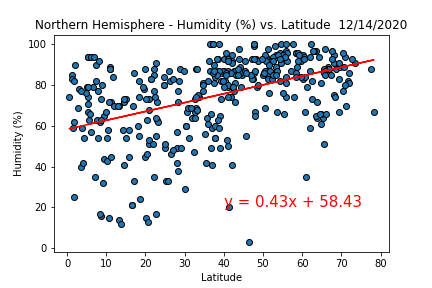 Northern Hemisphere - Humidity (%) vs. Latitude 12/14/2020
100
80
60
40
20
0
Humidity (%)
y = 0.43x + 58.43
0 10 20 30 40 50 60 70 80
Latitude